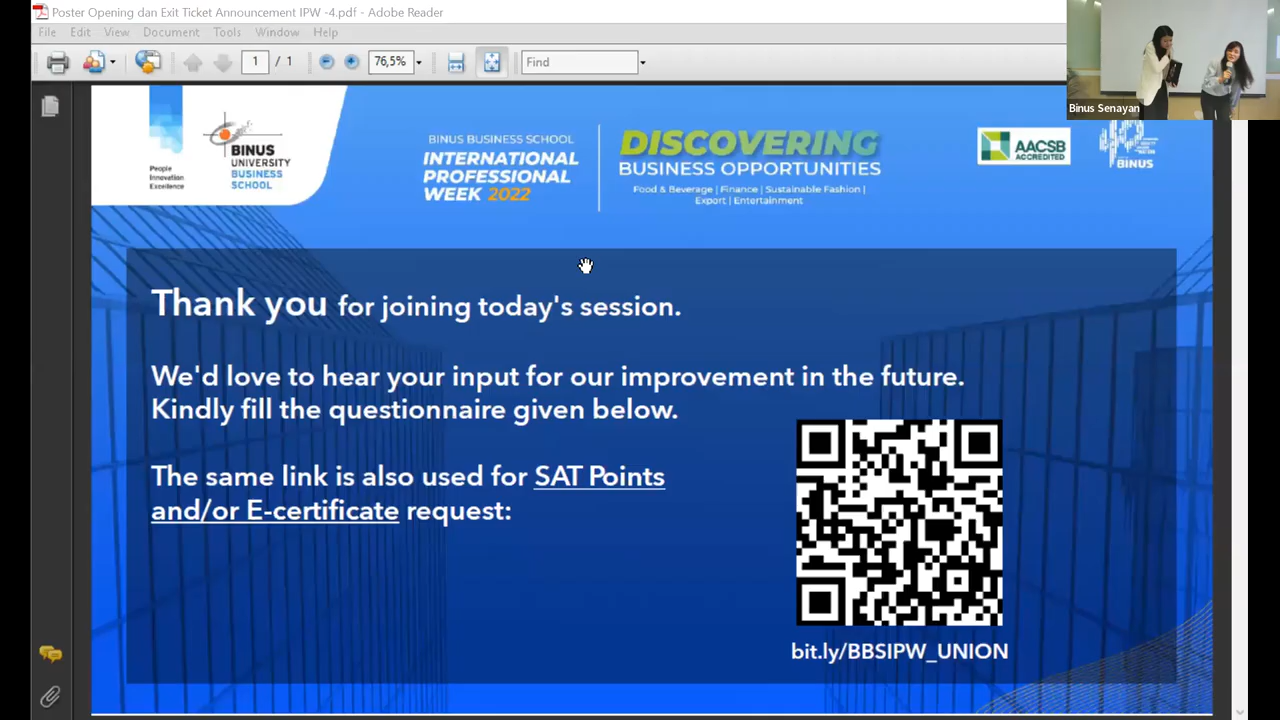 Poster Opening dan Exit Ticket Announcement IPW -4.pdf - Adobe Reader
File Edit View Document Tools Window Help
1 / 1 76,5% Find
Binus Senayan
People
Innovation
Excellence
BINUS
UNIVERSITY
BUSINESS
SCHOOL
BINUS BUSINESS SCHOOL
INTERNATIONAL
PROFESSIONAL
WEEK 2022
DISCOVERING
BUSINESS OPPORTUNITIES
Food & Beverage | Finance | Sustainable Fashion |
Export | Entertainment
AACSB
ACCREDITED
BINUS
Thank you for joining today's session.
We'd love to hear your input for our improvement in the future.
Kindly fill the questionnaire given below.
The same link is also used for SAT Points
and/or E-certificate request:
bit.ly/BBSIPW_UNION